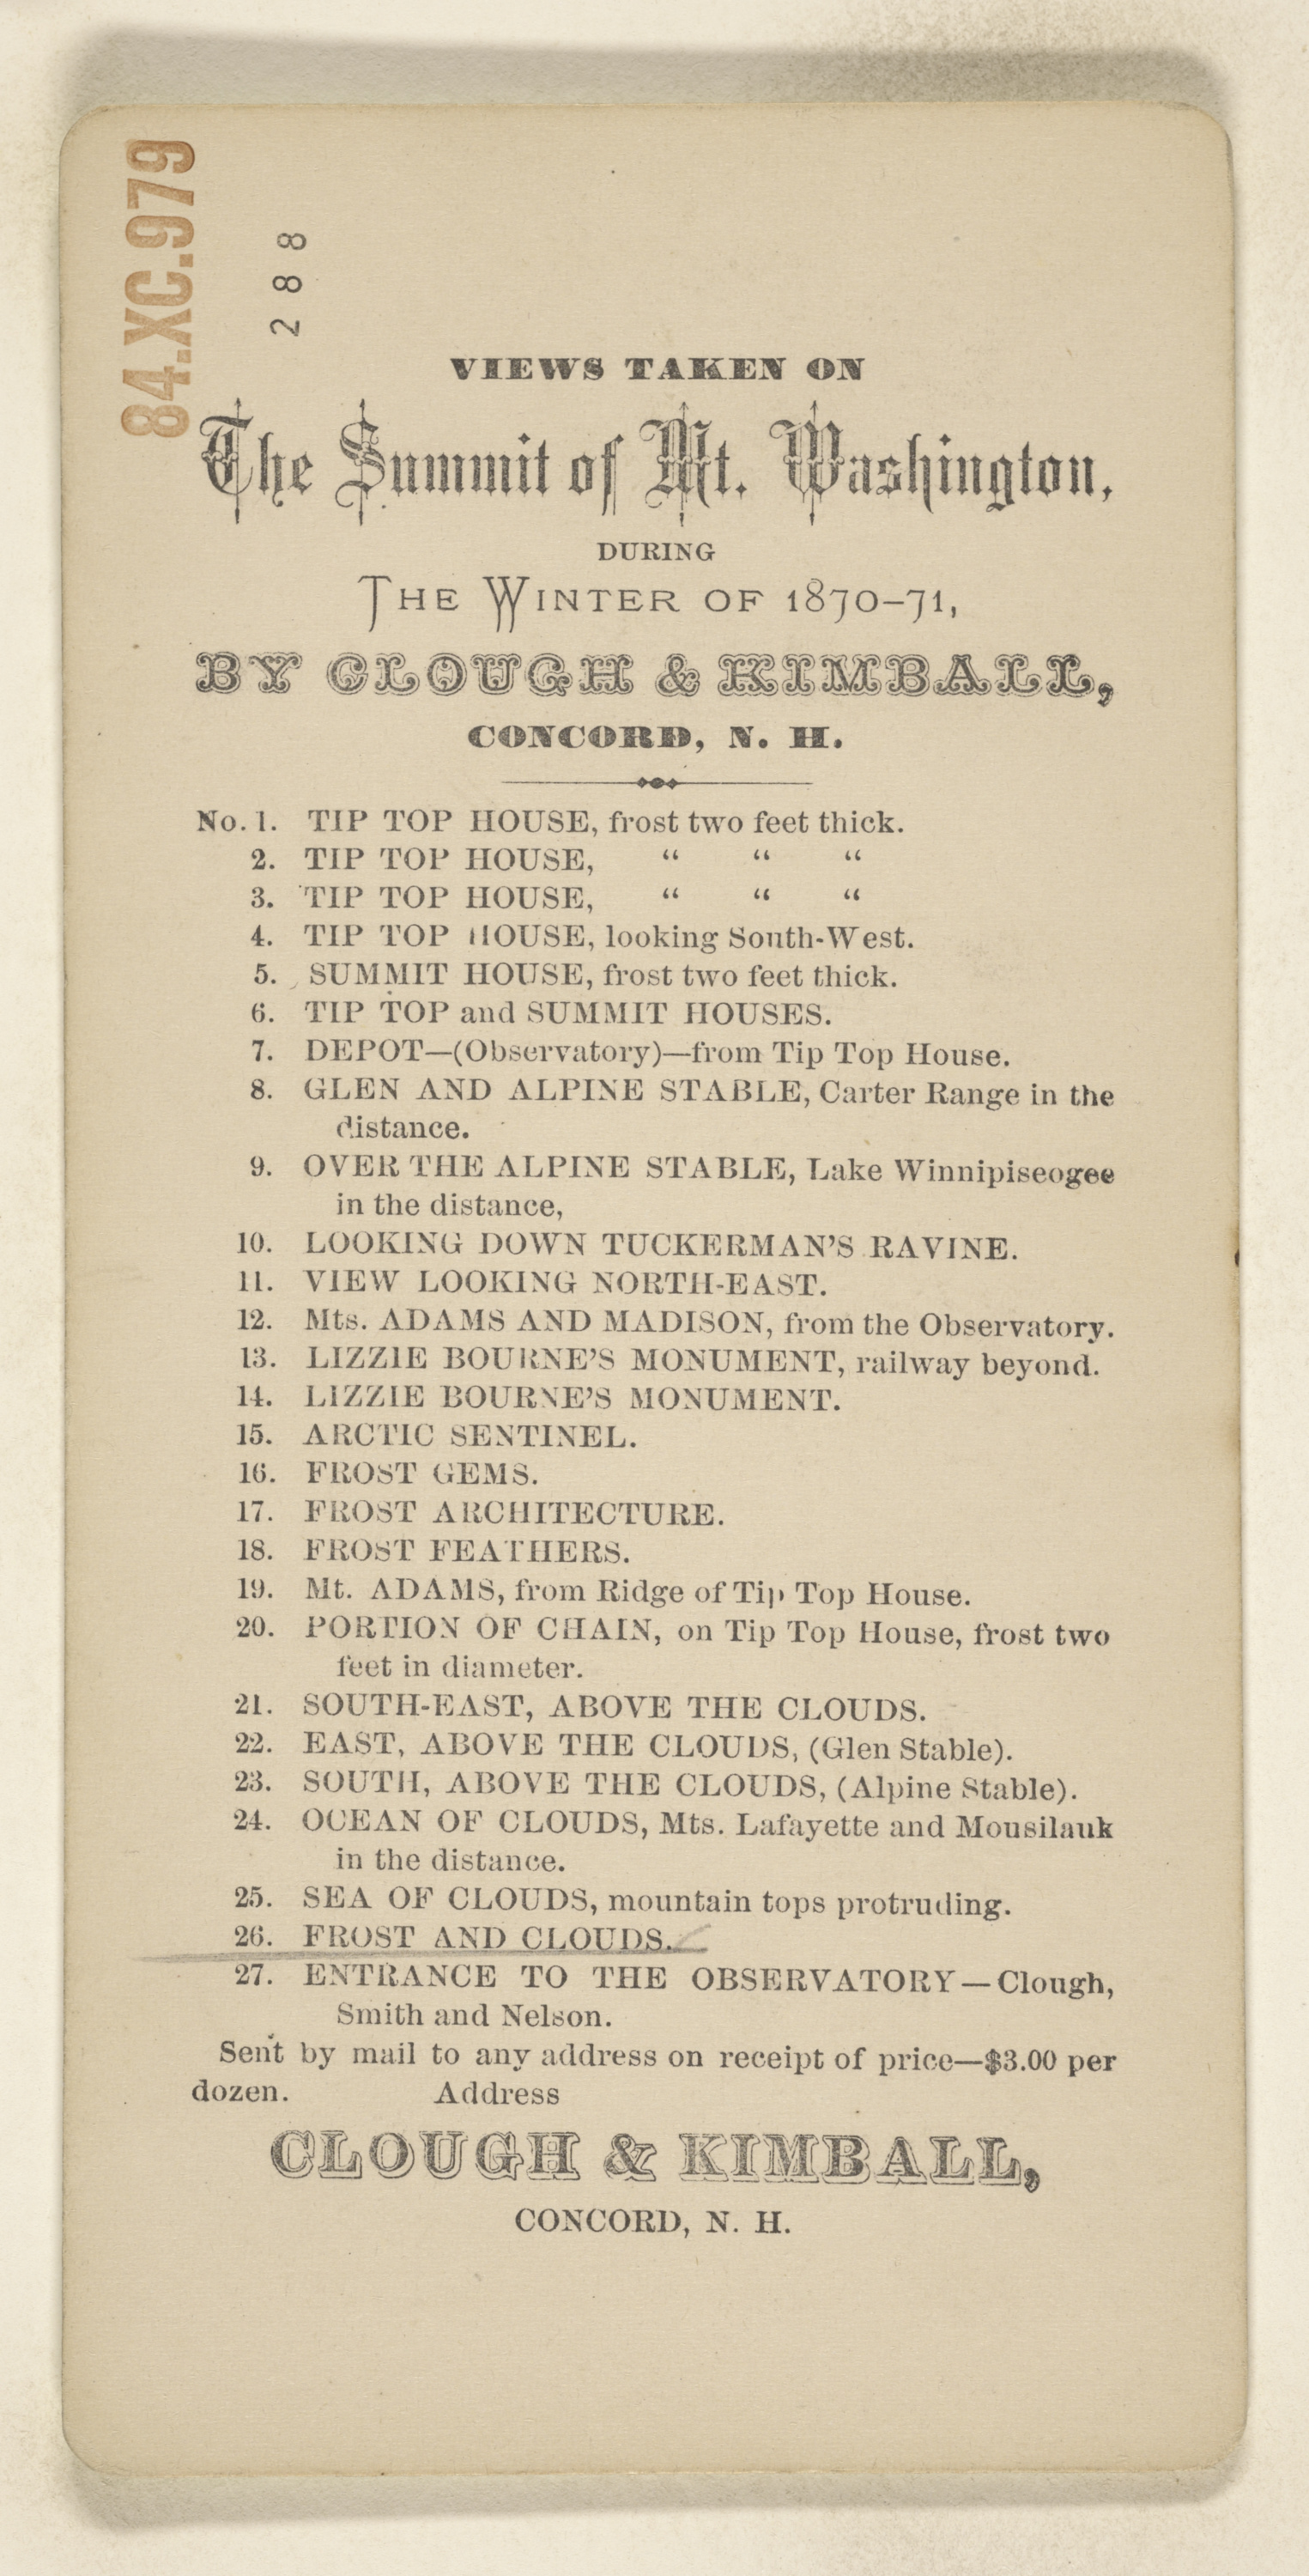 84.XC.979
288
VIEWS TAKEN ON
The Summit of Mt. Washington,
DURING
THE WINTER OF 1870-71,
BY CLOUGH & KIMBALL,
CONCORD, N. H.
No. 1. TIP TOP HOUSE, frost two feet thick.
2. TIP TOP HOUSE, “ “ “
3. TIP TOP HOUSE, “ “ “
4. TIP TOP HOUSE, looking South-West.
5. SUMMIT HOUSE, frost two feet thick.
6. TIP TOP and SUMMIT HOUSES.
7. DEPOT—(Observatory)—from Tip Top House.
8. GLEN AND ALPINE STABLE, Carter Range in the
distance.
9. OVER THE ALPINE STABLE, Lake Winnipiseogee
in the distance,
10. LOOKING DOWN TUCKERMAN’S RAVINE.
11. VIEW LOOKING NORTH-EAST.
12. Mts. ADAMS AND MADISON, from the Observatory.
13. LIZZIE BOURNE’S MONUMENT, railway beyond.
14. LIZZIE BOURNE’S MONUMENT.
15. ARCTIC SENTINEL.
16. FROST GEMS.
17. FROST ARCHITECTURE.
18. FROST FEATHERS.
19. Mt. ADAMS, from Ridge of Tip Top House.
20. PORTION OF CHAIN, on Tip Top House, frost two
feet in diameter.
21. SOUTH-EAST, ABOVE THE CLOUDS.
22. EAST, ABOVE THE CLOUDS, (Glen Stable).
23. SOUTH, ABOVE THE CLOUDS, (Alpine Stable).
24. OCEAN OF CLOUDS, Mts. Lafayette and Mousilauk
in the distance.
25. SEA OF CLOUDS, mountain tops protruding.
26. FROST AND CLOUDS.
27. ENTRANCE TO THE OBSERVATORY—Clough,
Smith and Nelson.
Sent by mail to any address on receipt of price—$3.00 per
dozen. Address
CLOUGH & KIMBALL,
CONCORD, N. H.